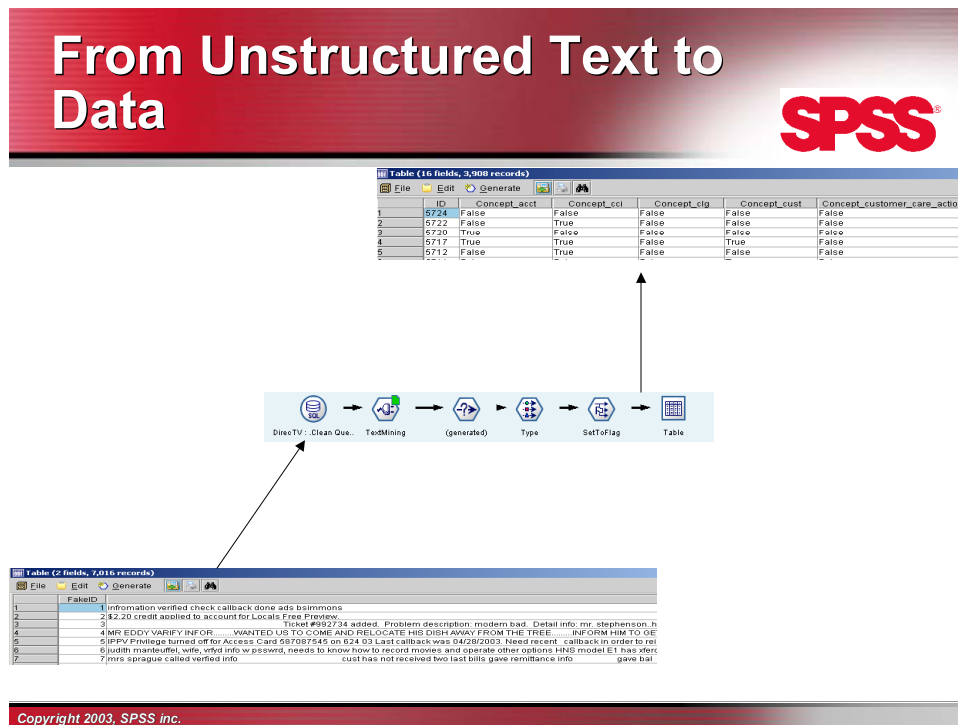 From Unstructured Text to
Data
SPSS®
Table (16 fields, 3,908 records)
File Edit Generate
ID Concept_acct Concept_cci Concept_clg Concept_cust Concept_customer_care_actio
1 5724 False False False False False
2 5722 False True False False False
3 5720 True False False False False
4 5717 True True False True False
5 5712 False True False False False
SQL
DirecTV : .Clean Que.. TextMining (generated) Type SetToFlag Table
Table (2 fields, 7,016 records)
File Edit Generate
FakeID
1 1 infromation verified check callback done ads bsimmons
2 2 $2.20 credit applied to account for Locals Free Preview.
3 3 Ticket #992734 added. Problem description: modem bad. Detail info: mr. stephenson..h
4 4 MR EDDY VARIFY INFOR.........WANTED US TO COME AND RELOCATE HIS DISH AWAY FROM THE TREE.........INFORM HIM TO GE
5 5 IPPV Privilege turned off for Access Card 587087545 on 624 03 Last callback was 04/28/2003. Need recent callback in order to rei
6 6 judith manteuffel, wife, vrfyd info w psswrd, needs to know how to record movies and operate other options HNS model E1 has xferd
7 7 mrs sprague called verfied info cust has not received two last bills gave remittance info gave bal
Copyright 2003, SPSS inc.